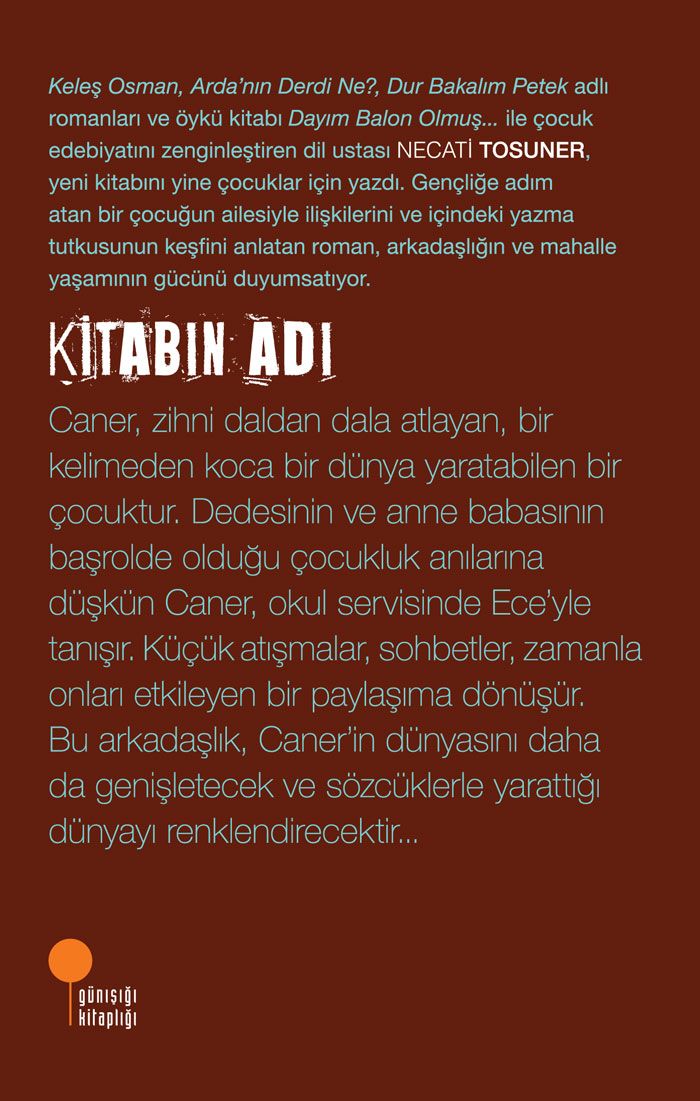 Keleş Osman, Arda’nın Derdi Ne?, Dur Bakalım Petek adlı
romanları ve öykü kitabı Dayım Balon Olmuş... ile çocuk
edebiyatını zenginleştiren dil ustası NECATİ TOSUNER,
yeni kitabını yine çocuklar için yazdı. Gençliğe adım
atan bir çocuğun ailesiyle ilişkilerini ve içindeki yazma
tutkusunun keşfini anlatan roman, arkadaşlığın ve mahalle
yaşamının gücünü duyumsatıyor.
KİTABIN ADI
Caner, zihni daldan dala atlayan, bir
kelimeden koca bir dünya yaratabilen bir
çocuktur. Dedesinin ve anne babasının
başrolde olduğu çocukluk anılarına
düşkün Caner, okul servisinde Ece’yle
tanışır. Küçük atışmalar, sohbetler, zamanla
onları etkileyen bir paylaşıma dönüşür.
Bu arkadaşlık, Caner’in dünyasını daha
da genişletecek ve sözcüklerle yarattığı
dünyayı renklendirecektir...
günışığı
kitaplığı